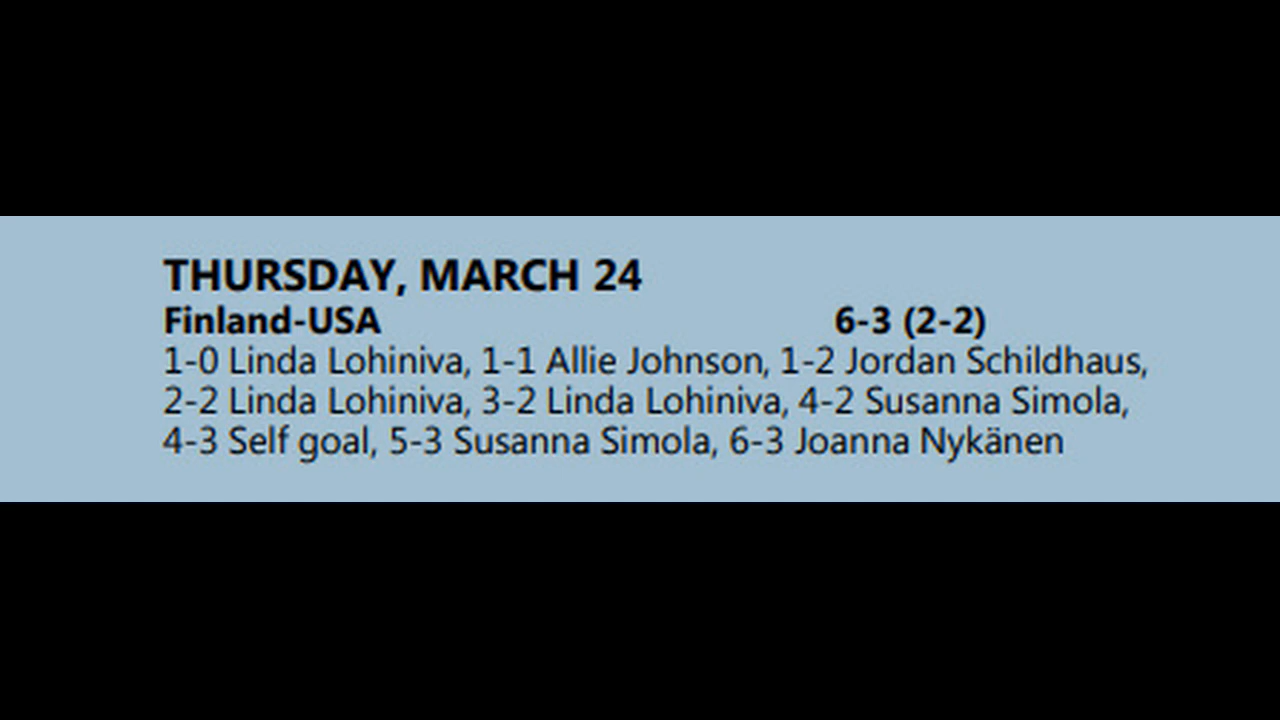 THURSDAY, MARCH 24
Finland-USA 6-3 (2-2)
1-0 Linda Lohiniva, 1-1 Allie Johnson, 1-2 Jordan Schildhaus,
2-2 Linda Lohiniva, 3-2 Linda Lohiniva, 4-2 Susanna Simola,
4-3 Self goal, 5-3 Susanna Simola, 6-3 Joanna Nykänen